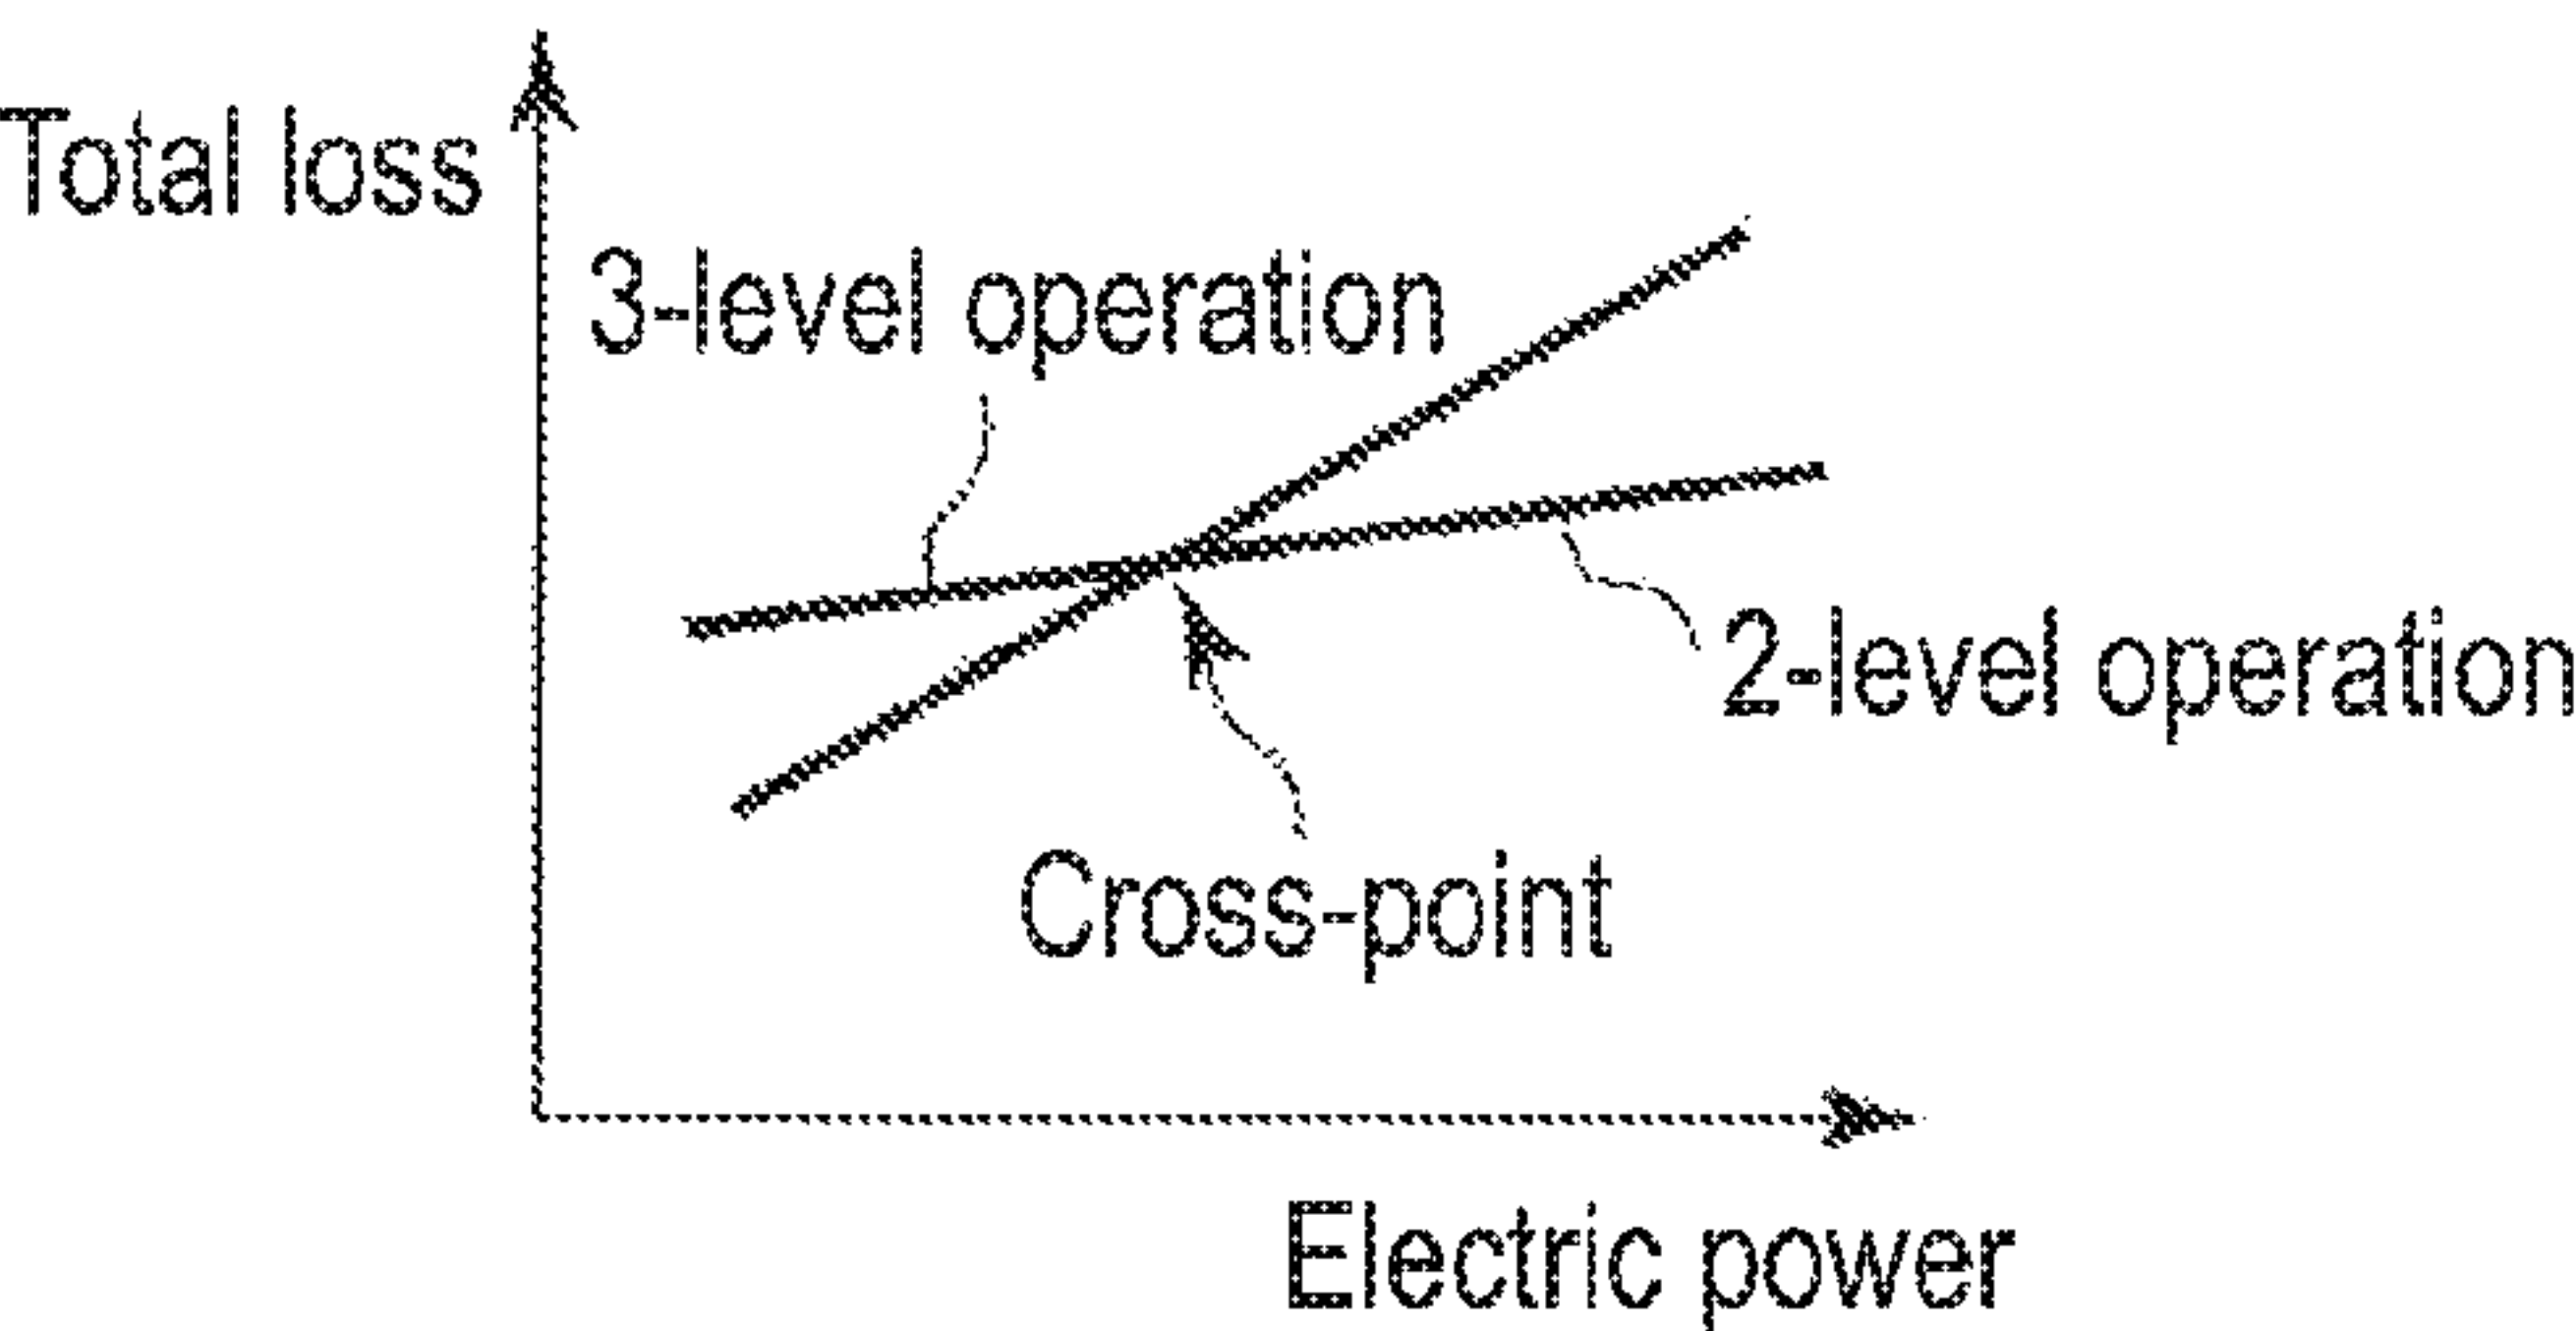 Total loss
3-level operation
2-level operation
Cross-point
Electric power